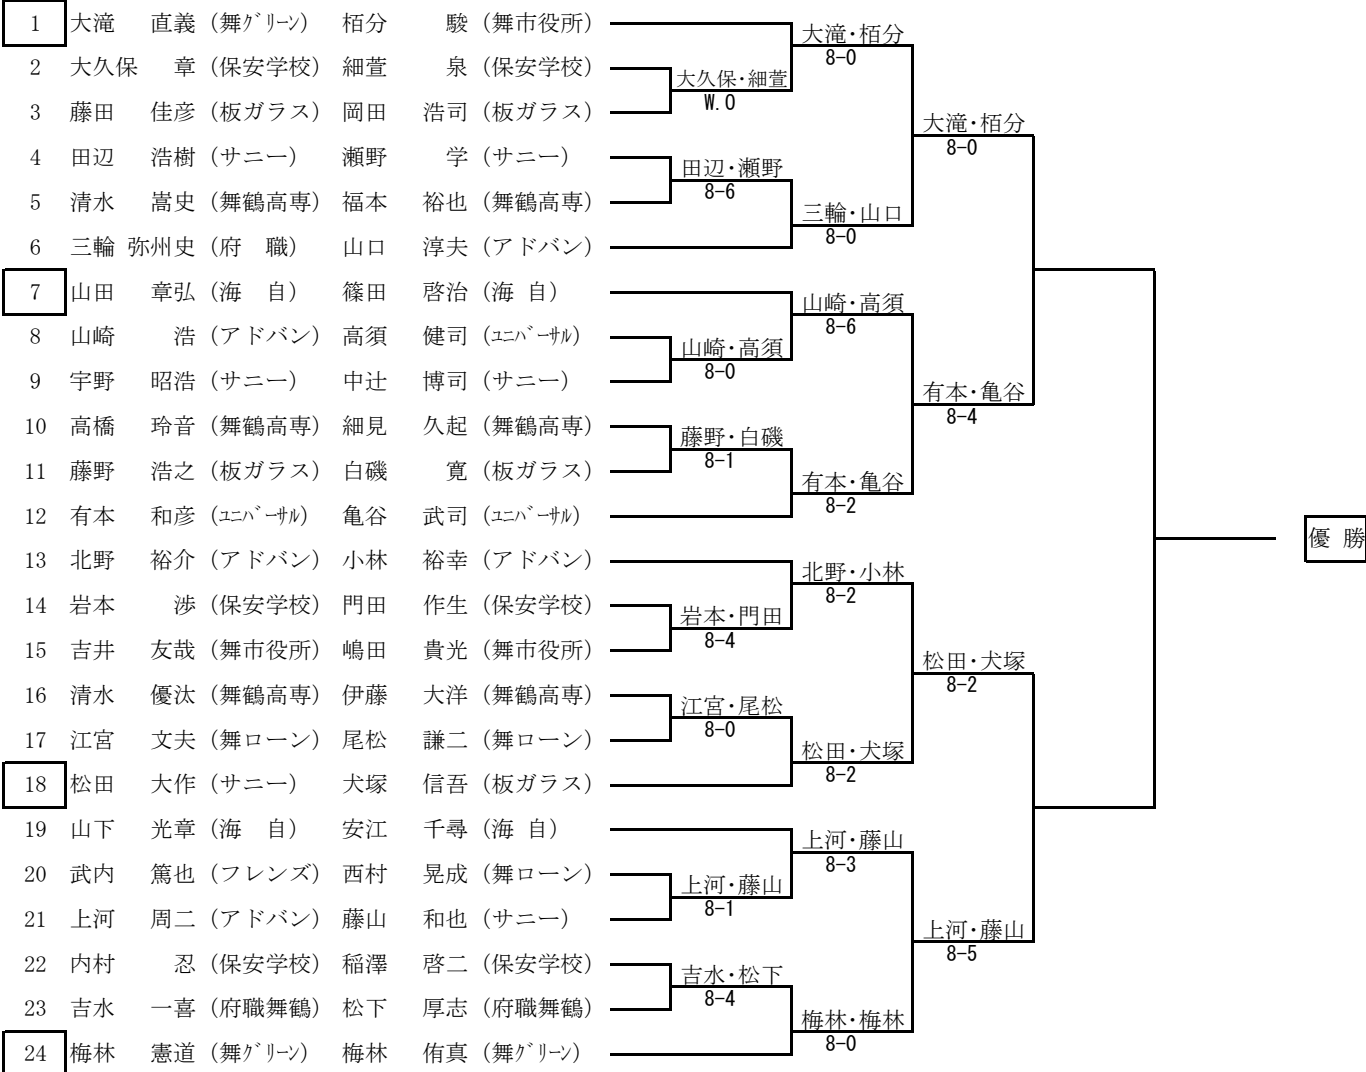 1 大滝 直義 (舞グリーン) 栢分 駿 (舞市役所)
大滝・栢分
8-0
2 大久保 章 (保安学校) 細萱 泉 (保安学校)
大久保・細萱
W.O
3 藤田 佳彦 (板ガラス) 岡田 浩司 (板ガラス)
大滝・栢分
8-0
4 田辺 浩樹 (サニー) 瀬野 学 (サニー)
田辺・瀬野
8-6
5 清水 嵩史 (舞鶴高専) 福本 裕也 (舞鶴高専)
三輪・山口
8-0
6 三輪 弥州史 (府 職) 山口 淳夫 (アドバン)
7 山田 章弘 (海 自) 篠田 啓治 (海 自)
山崎・高須
8-6
8 山崎 浩 (アドバン) 高須 健司 (ユニバーサル)
山崎・高須
8-0
9 宇野 昭浩 (サニー) 中辻 博司 (サニー)
有本・亀谷
8-4
10 高橋 玲音 (舞鶴高専) 細見 久起 (舞鶴高専)
藤野・白磯
8-1
11 藤野 浩之 (板ガラス) 白磯 寛 (板ガラス)
有本・亀谷
8-2
12 有本 和彦 (ユニバーサル) 亀谷 武司 (ユニバーサル)
優 勝
13 北野 裕介 (アドバン) 小林 裕幸 (アドバン)
北野・小林
8-2
14 岩本 渉 (保安学校) 門田 作生 (保安学校)
岩本・門田
8-4
15 吉井 友哉 (舞市役所) 嶋田 貴光 (舞市役所)
松田・犬塚
8-2
16 清水 優汰 (舞鶴高専) 伊藤 大洋 (舞鶴高専)
江宮・尾松
8-0
17 江宮 文夫 (舞ローン) 尾松 謙二 (舞ローン)
松田・犬塚
8-2
18 松田 大作 (サニー) 犬塚 信吾 (板ガラス)
19 山下 光章 (海 自) 安江 千尋 (海 自)
上河・藤山
8-3
20 武内 篤也 (フレンズ) 西村 晃成 (舞ローン)
上河・藤山
8-1
21 上河 周二 (アドバン) 藤山 和也 (サニー)
上河・藤山
8-5
22 内村 忍 (保安学校) 稲澤 啓二 (保安学校)
吉水・松下
8-4
23 吉水 一喜 (府職舞鶴) 松下 厚志 (府職舞鶴)
梅林・梅林
8-0
24 梅林 憲道 (舞グリーン) 梅林 侑真 (舞グリーン)